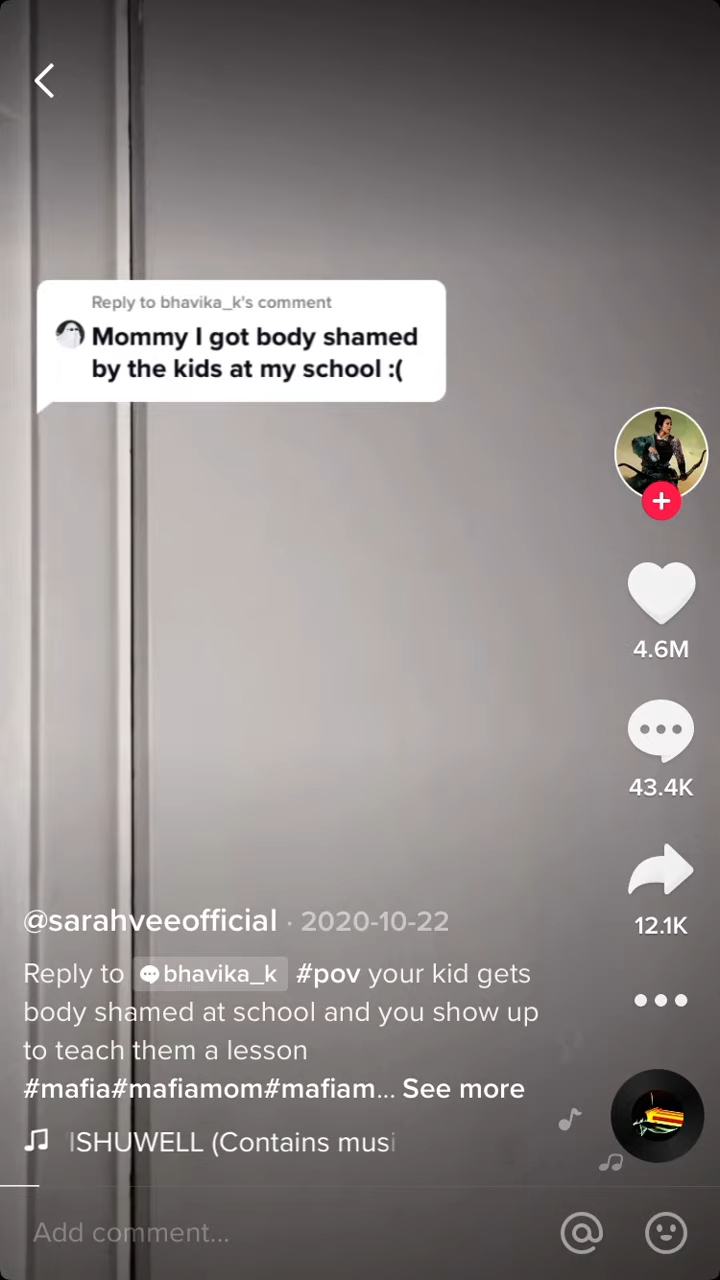 Reply to bhavika_k's comment
Mommy I got body shamed
by the kids at my school :(
4.6M
43.4K
12.1K
@sarahveeofficial · 2020-10-22
Reply to bhavika_k #pov your kid gets
body shamed at school and you show up
to teach them a lesson
#mafia#mafiamom#mafiam... See more
ISHUWELL (Contains musi
Add comment...